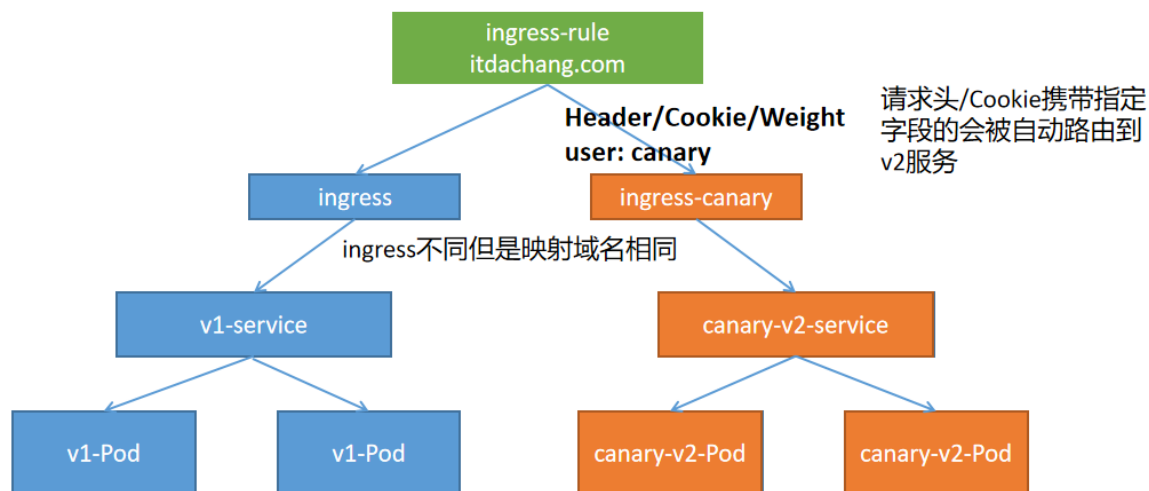 ingress-rule
itdachang.com
Header/Cookie/Weight
user: canary
请求头/Cookie携带指定
字段的会被自动路由到
v2服务
ingress
ingress-canary
ingress不同但是映射域名相同
v1-service
canary-v2-service
v1-Pod
v1-Pod
canary-v2-Pod
canary-v2-Pod